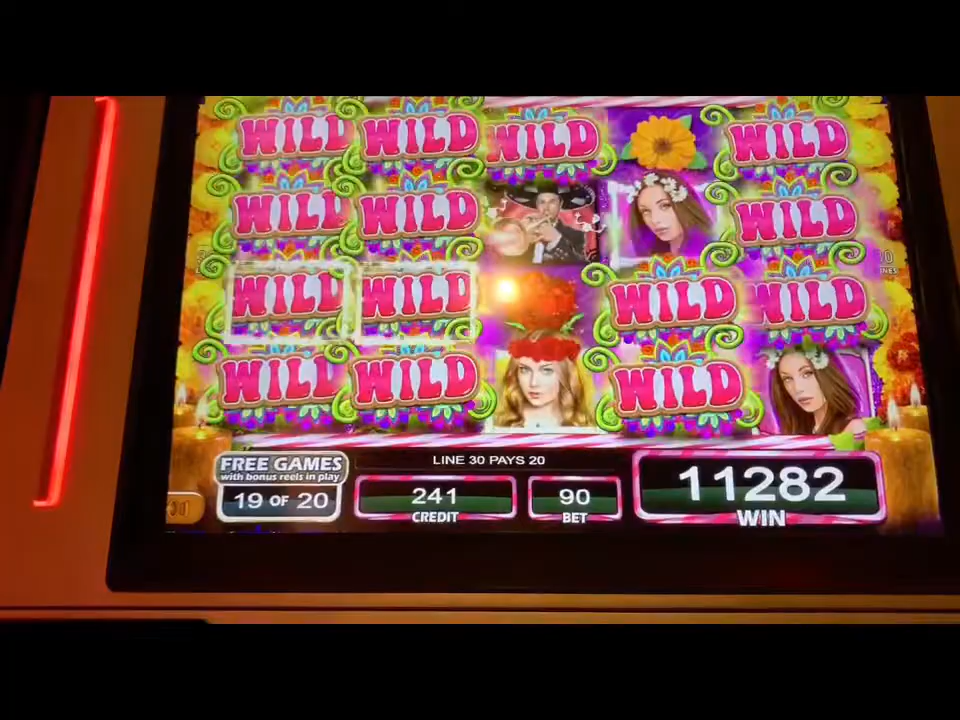 WILD WILD WILD WILD
WILD WILD WILD
WILD WILD WILD WILD
WILD WILD WILD
FREE GAMES
with bonus reels in play
19 OF 20
LINE 30 PAYS 20
241
CREDIT
90
BET
11282
WIN